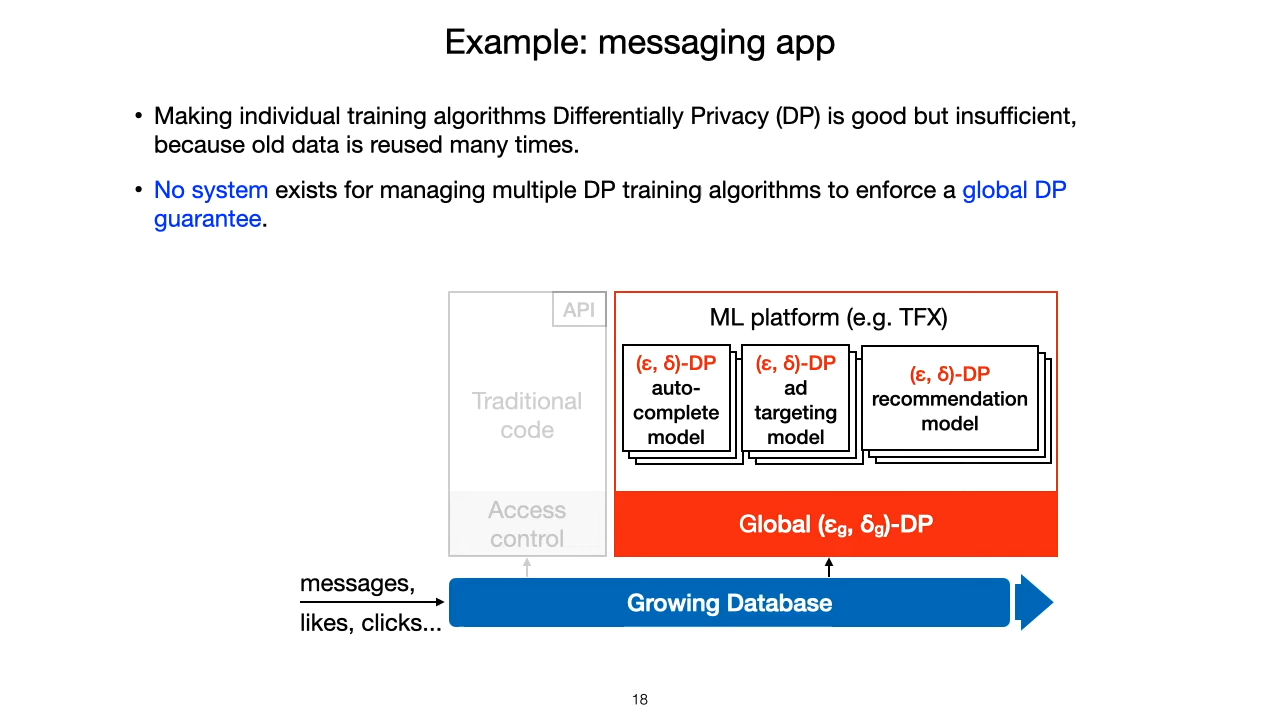 Example: messaging app
• Making individual training algorithms Differentially Privacy (DP) is good but insufficient,
because old data is reused many times.
• No system exists for managing multiple DP training algorithms to enforce a global DP
guarantee.
API
Traditional
code
Access
control
ML platform (e.g. TFX)
(ε, δ)-DP
auto-
complete
model
(ε, δ)-DP
ad
targeting
model
(ε, δ)-DP
recommendation
model
Global (εg, δg)-DP
messages,
likes, clicks...
Growing Database
18